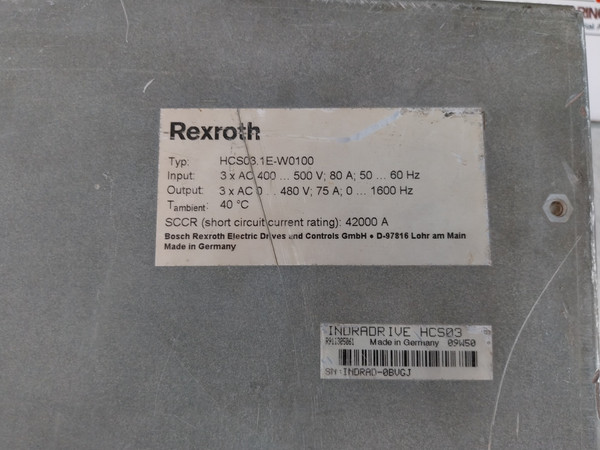 Rexroth
Typ: HCS03.1E-W0100
Input: 3 x AC 400 ... 500 V; 80 A; 50 ... 60 Hz
Output: 3 x AC 0 ... 480 V; 75 A; 0 ... 1600 Hz
Tambient: 40 °C
SCCR (short circuit current rating): 42000 A
Bosch Rexroth Electric Drives and Controls GmbH • D-97816 Lohr am Main
Made in Germany
INDRADRIVE HCS03
R911305061 Made in Germany 09W50
SN:INDRAD-0BVGJ